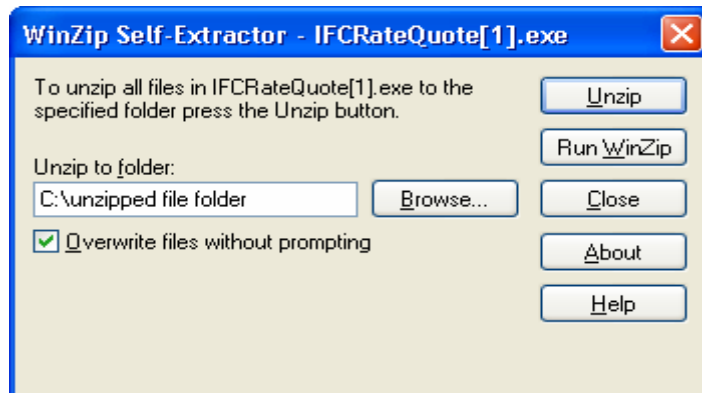 WinZip Self-Extractor - IFCRateQuote[1].exe
To unzip all files in IFCRateQuote[1].exe to the
specified folder press the Unzip button.
Unzip
Run WinZip
Unzip to folder:
C:\unzipped file folder
Browse...
Close
Overwrite files without prompting
About
Help